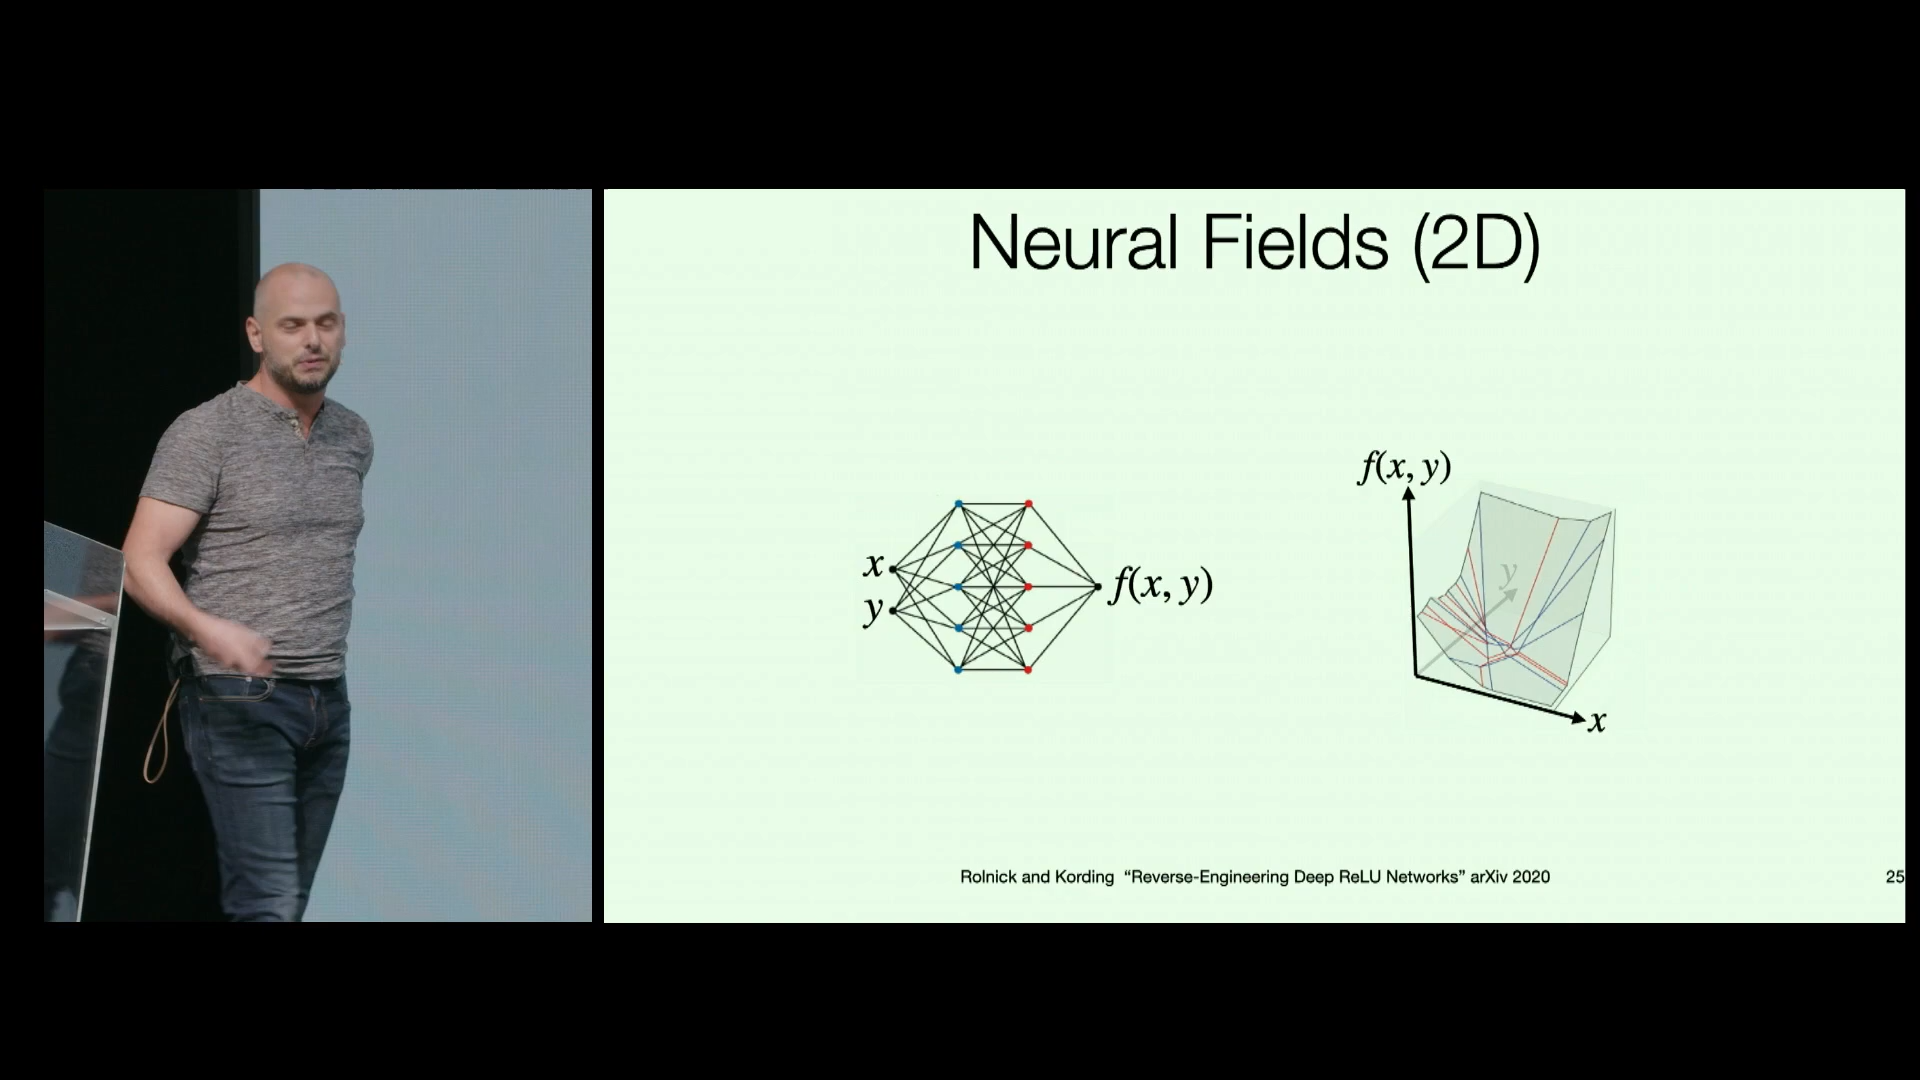 Neural Fields (2D)
x
y
f(x, y)
f(x, y)
y
x
Rolnick and Kording “Reverse-Engineering Deep ReLU Networks” arXiv 2020
25